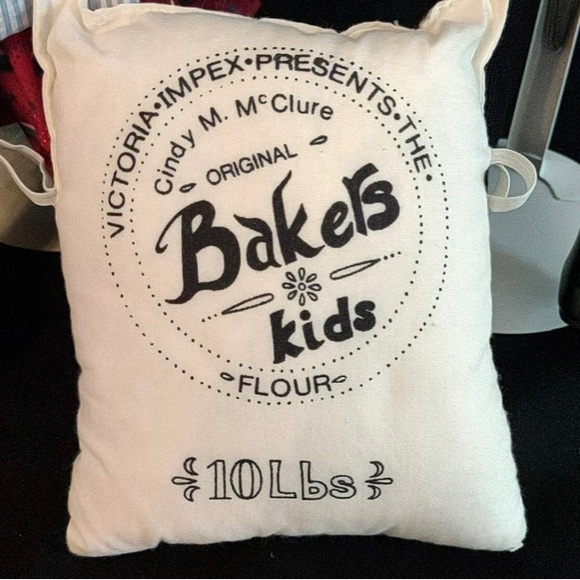 VICTORIA•IMPEX•PRESENTS•THE•
Cindy M. McClure
ORIGINAL
Bakers
kids
FLOUR
10Lbs